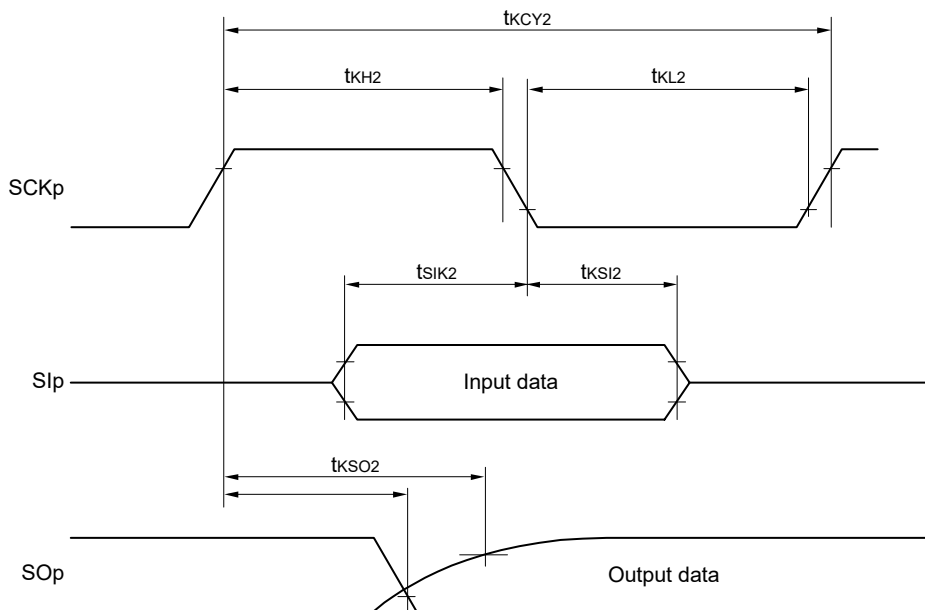 tKCY2
tKH2
tKL2
SCKp
tSIK2
tKSI2
SIp
Input data
tKSO2
SOp
Output data